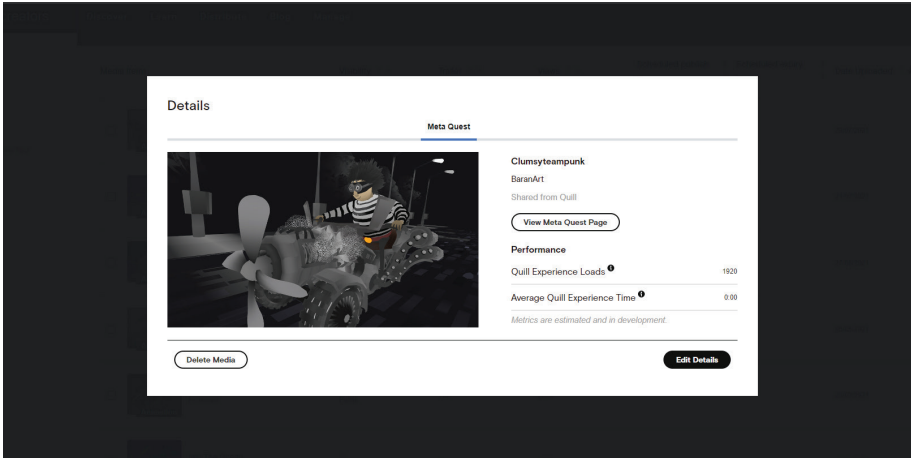 Details
Meta Quest
Clumsyteampunk
BaranArt
Shared from Quill
View Meta Quest Page
Performance
Quill Experience Loads 1920
Average Quill Experience Time 0:00
Metrics are estimated and in development.
Delete Media
Edit Details